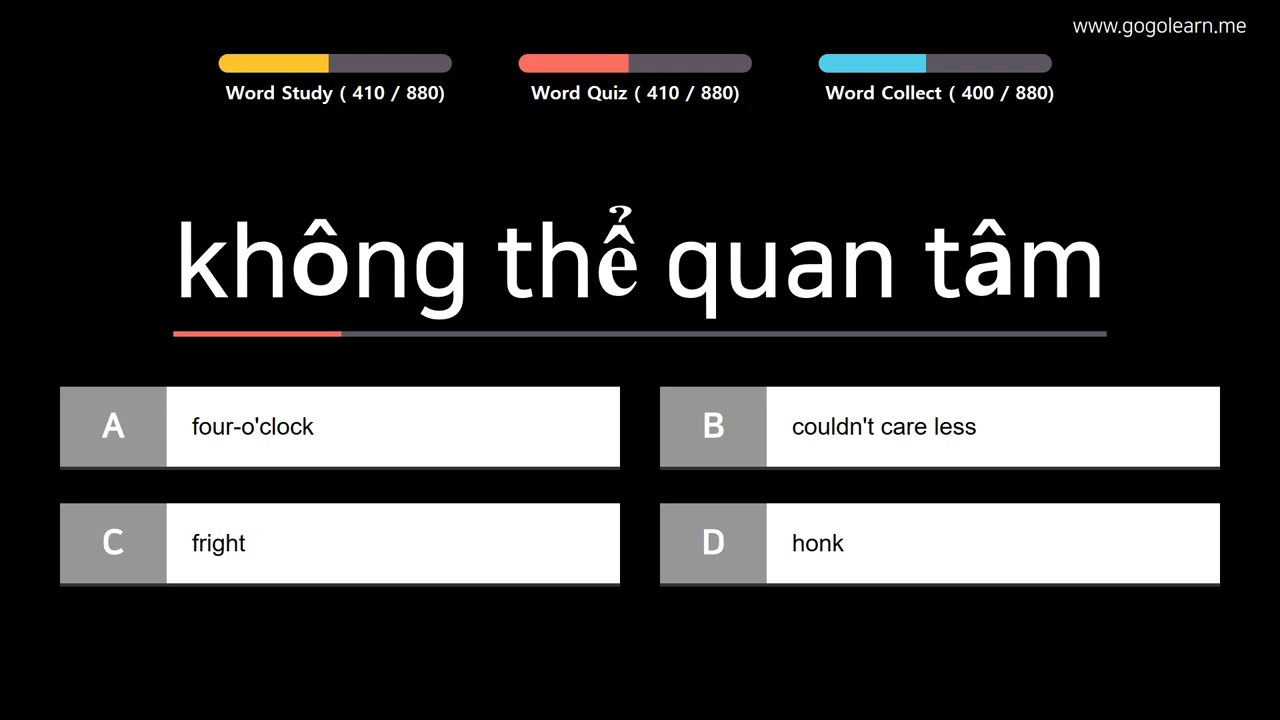 www.gogolearn.me
Word Study ( 410 / 880)
Word Quiz ( 410 / 880)
Word Collect ( 400 / 880)
không thể quan tâm
A four-o'clock
B couldn't care less
C fright
D honk